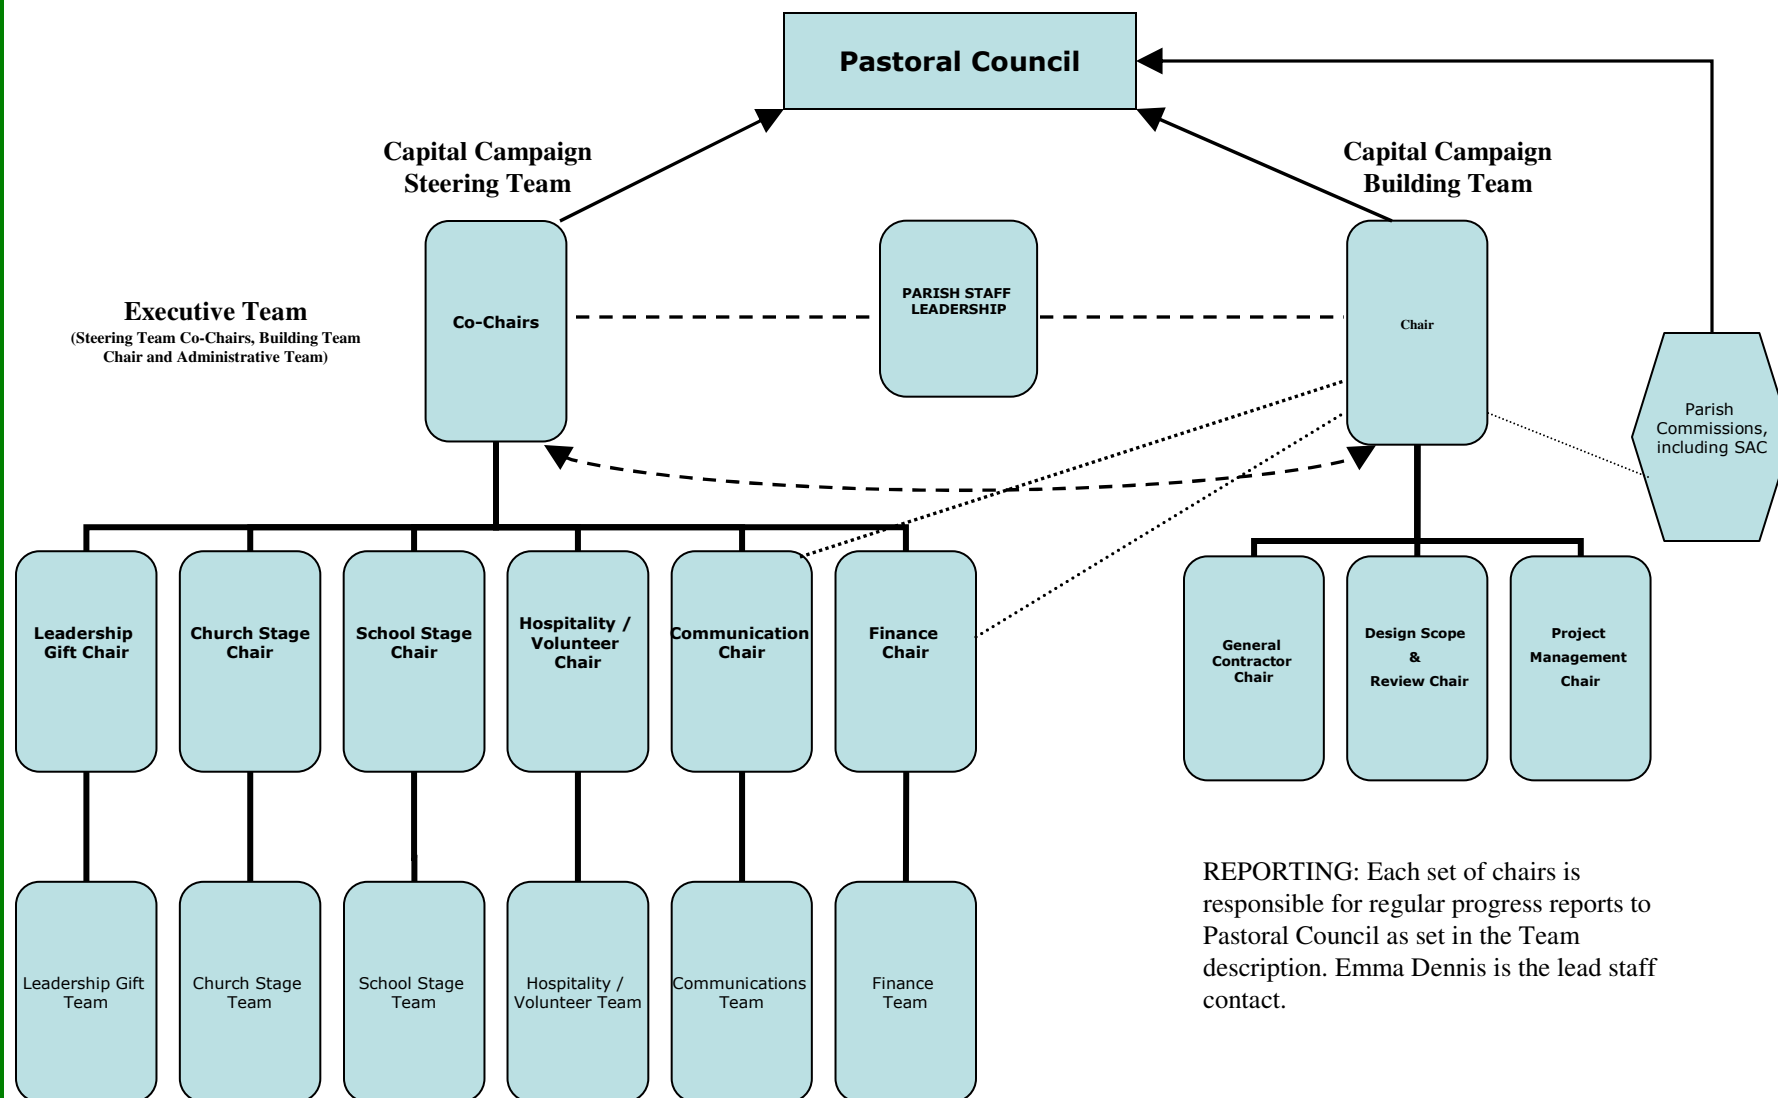 Pastoral Council
Capital Campaign
Steering Team
Capital Campaign
Building Team
Executive Team
(Steering Team Co-Chairs, Building Team
Chair and Administrative Team)
Co-Chairs
PARISH STAFF
LEADERSHIP
Chair
Parish
Commissions,
including SAC
Leadership
Gift Chair
Church Stage
Chair
School Stage
Chair
Hospitality /
Volunteer
Chair
Communication
Chair
Finance
Chair
General
Contractor
Chair
Design Scope
&
Review Chair
Project
Management
Chair
Leadership Gift
Team
Church Stage
Team
School Stage
Team
Hospitality /
Volunteer Team
Communications
Team
Finance
Team
REPORTING: Each set of chairs is
responsible for regular progress reports to
Pastoral Council as set in the Team
description. Emma Dennis is the lead staff
contact.